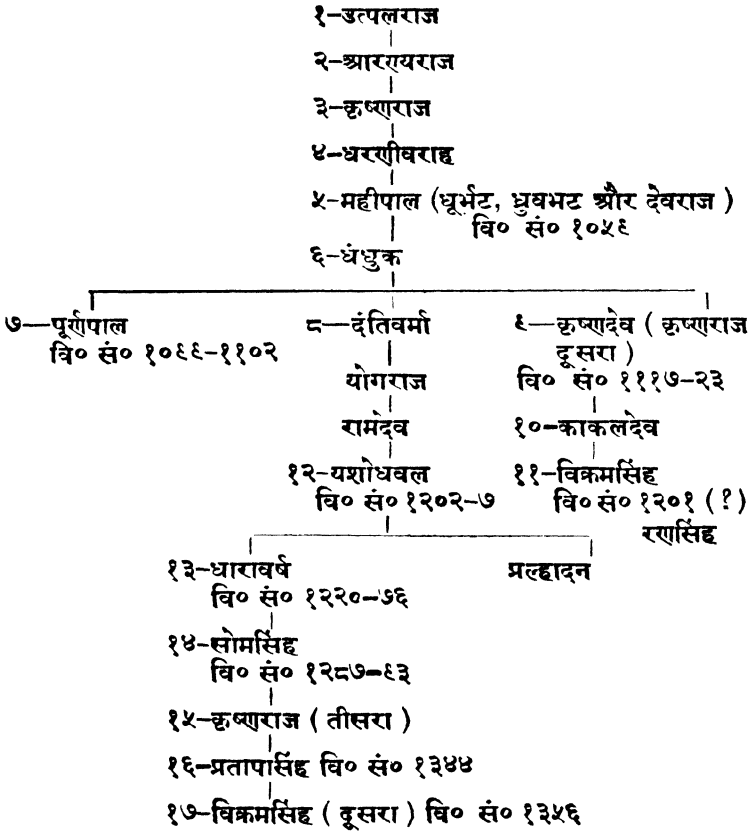 १-उत्पलराज
२-आरण्यराज
३-कृष्णराज
४-धरणीवराह
५-महीपाल (धूर्भट, ध्रुवभट और देवराज )
वि० सं० १०५९
६-धंधुक
७—पूर्णपाल
वि० सं० १०९९-११०२
८—दंतिवर्मा
योगराज
रामदेव
१२-यशोधवल
वि० सं० १२०२-७
९—कृष्णदेव ( कृष्णराज
दूसरा )
वि० सं० १११७-२३
१०-काकलदेव
११-विक्रमसिंह
वि० सं० १२०१ (?)
रणसिंह
१३-धारावर्ष
वि० सं० १२२०-७६
प्रल्हादन
१४-सोमसिंह
वि० सं० १२८७-९३
१५-कृष्णराज ( तीसरा )
१६-प्रतापसिंह वि० सं० १३४४
१७-विक्रमसिंह ( दूसरा ) वि० सं० १३५६